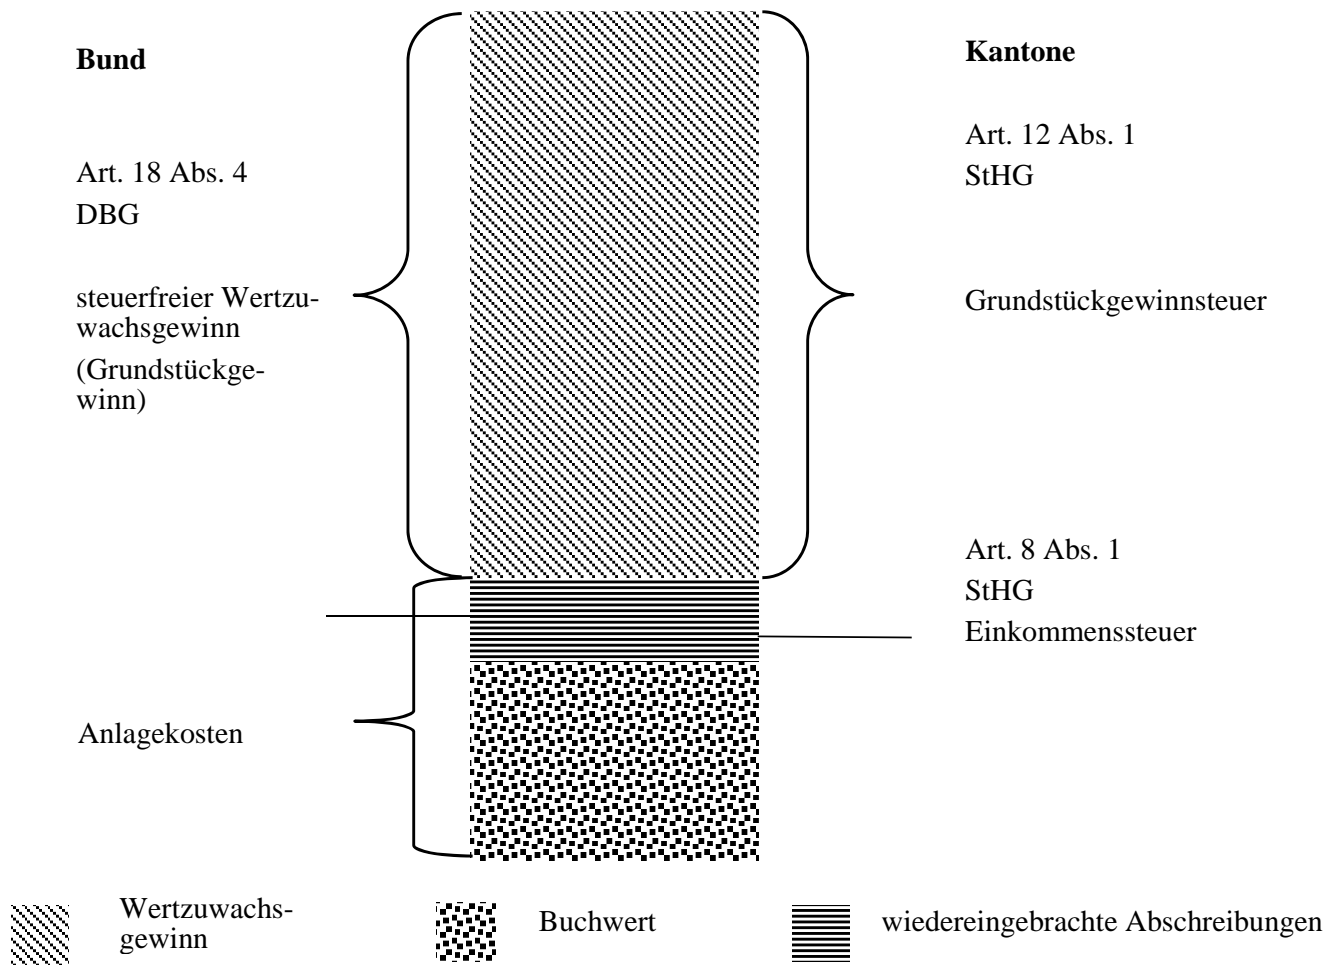 Bund
Art. 18 Abs. 4
DBG
steuerfreier Wertzu-
wachsgewinn
(Grundstückge-
winn)
Anlagekosten
Kantone
Art. 12 Abs. 1
StHG
Grundstückgewinnsteuer
Art. 8 Abs. 1
StHG
Einkommenssteuer
Wertzuwachs-
gewinn
Buchwert
wiedereingebrachte Abschreibungen